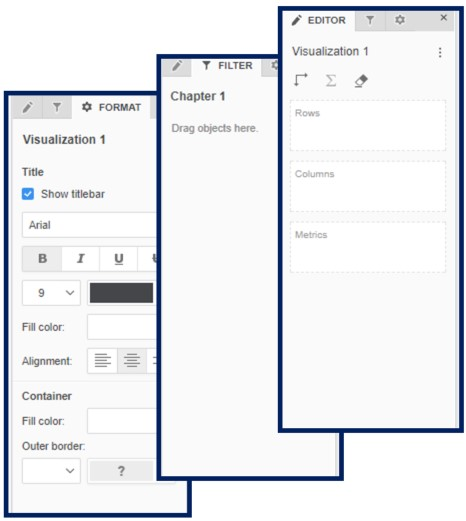 EDITOR
Visualization 1
Rows
Columns
Metrics
FILTER
Chapter 1
Drag objects here.
FORMAT
Visualization 1
Title
Show titlebar
Arial
B I U
9
Fill color:
Alignment:
Container
Fill color:
Outer border:
?